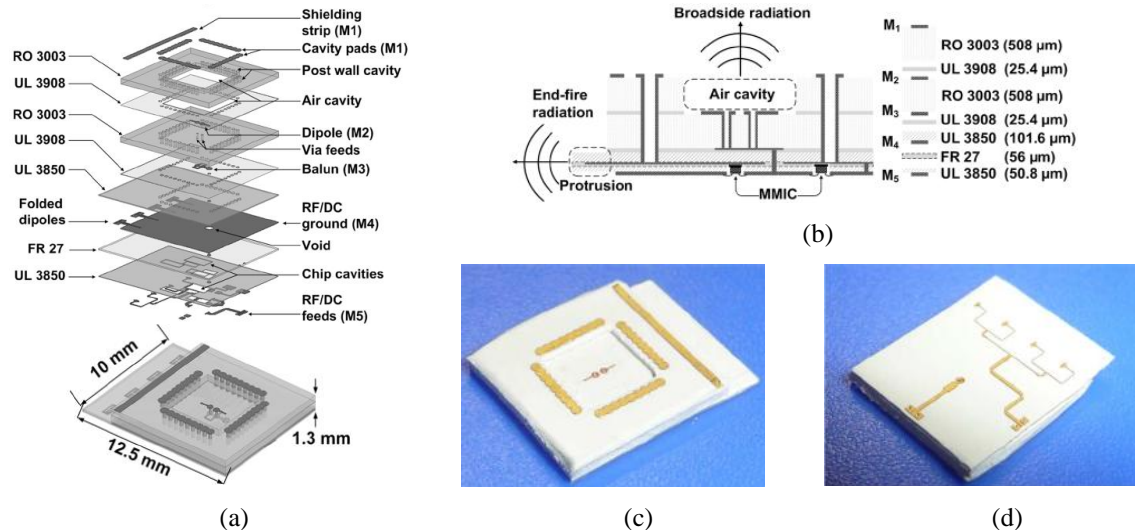 Shielding
strip (M1)
Cavity pads (M1)
RO 3003
Post wall cavity
UL 3908
Air cavity
RO 3003
Dipole (M2)
Via feeds
UL 3908
Balun (M3)
UL 3850
Folded
dipoles
RF/DC
ground (M4)
Void
FR 27
Chip cavities
UL 3850
RF/DC
feeds (M5)
10 mm
12.5 mm
1.3 mm
(a)
Broadside radiation
End-fire
radiation
Air cavity
Protrusion
MMIC
M1
RO 3003 (508 µm)
UL 3908 (25.4 µm)
M2
RO 3003 (508 µm)
M3
UL 3908 (25.4 µm)
M4
UL 3850 (101.6 µm)
FR 27 (56 µm)
M5
UL 3850 (50.8 µm)
(b)
(c)
(d)